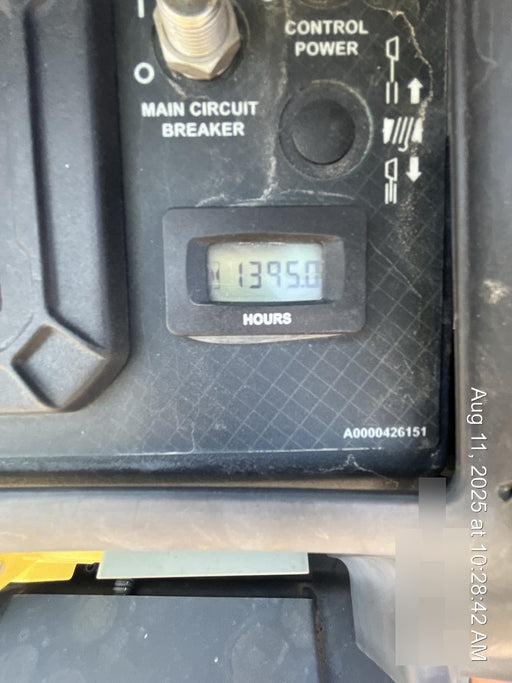 I
CONTROL
POWER
O
MAIN CIRCUIT
BREAKER
1395.0
HOURS
A0000426151
Aug 11, 2025 at 10:28:42 AM